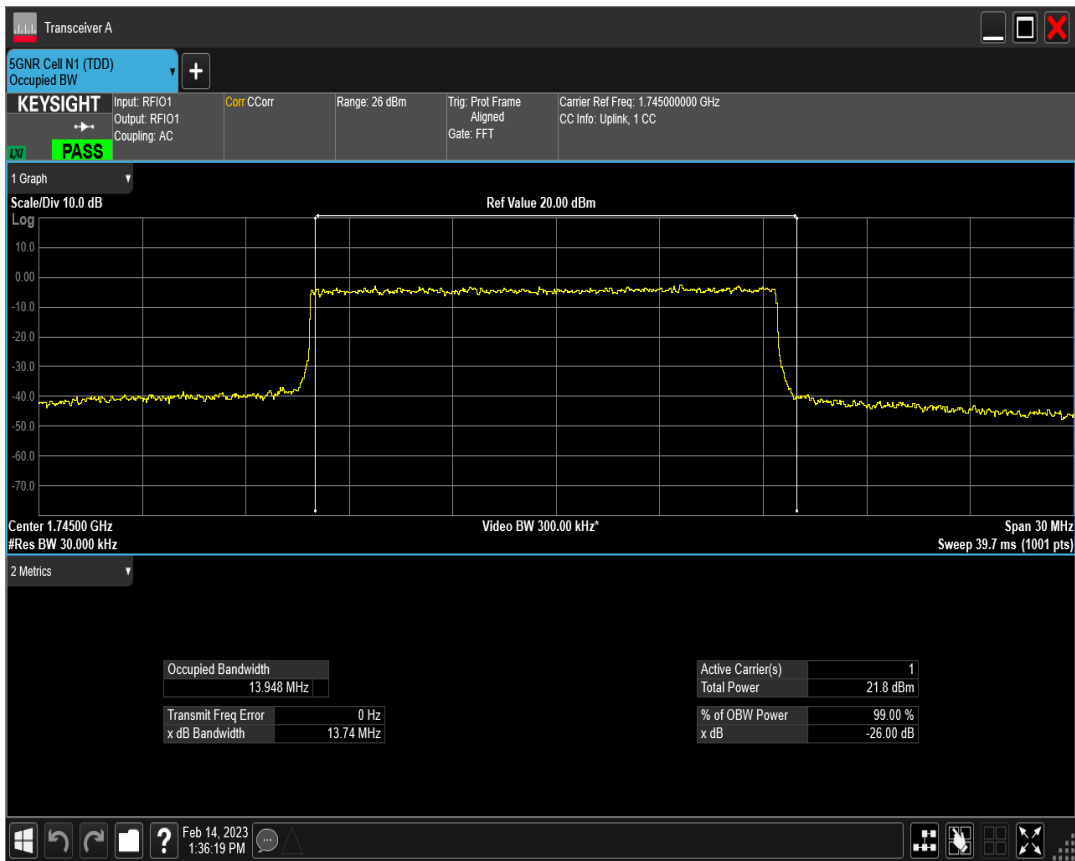 Transceiver A
5GNR Cell N1 (TDD)
Occupied BW
+
KEYSIGHT
LXI
PASS
Input: RFIO1
Output: RFIO1
Coupling: AC
Corr CCorr
Range: 26 dBm
Trig: Prot Frame
Aligned
Gate: FFT
Carrier Ref Freq: 1.745000000 GHz
CC Info: Uplink, 1 CC
1 Graph
Scale/Div 10.0 dB
Ref Value 20.00 dBm
Log
10.0
0.00
-10.0
-20.0
-30.0
-40.0
-50.0
-60.0
-70.0
Center 1.74500 GHz
Video BW 300.00 kHz*
Span 30 MHz
#Res BW 30.000 kHz
Sweep 39.7 ms (1001 pts)
2 Metrics
Occupied Bandwidth
13.948 MHz
Transmit Freq Error 0 Hz
x dB Bandwidth 13.74 MHz
Active Carrier(s) 1
Total Power 21.8 dBm
% of OBW Power 99.00 %
x dB -26.00 dB
?
Feb 14, 2023
1:36:19 PM